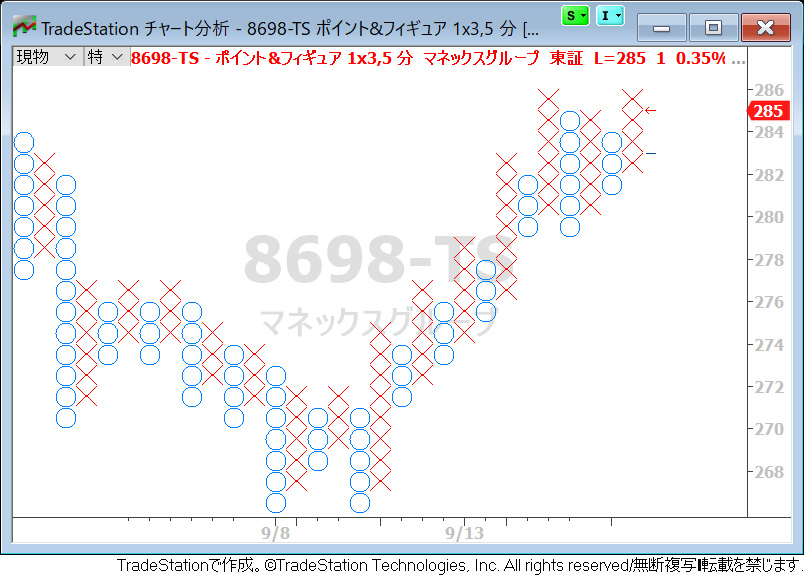 TradeStation チャート分析 - 8698-TS ポイント&フィギュア 1x3,5 分 [...
S I
現物 特 8698-TS - ポイント&フィギュア 1x3,5 分 マネックスグループ 東証 L=285 1 0.35% ...
286
285
284
282
280
278
276
274
272
270
268
8698-TS
マネックスグループ
9/8 9/13
TradeStationで作成。©TradeStation Technologies, Inc. All rights reserved/無断複写転載を禁じます.